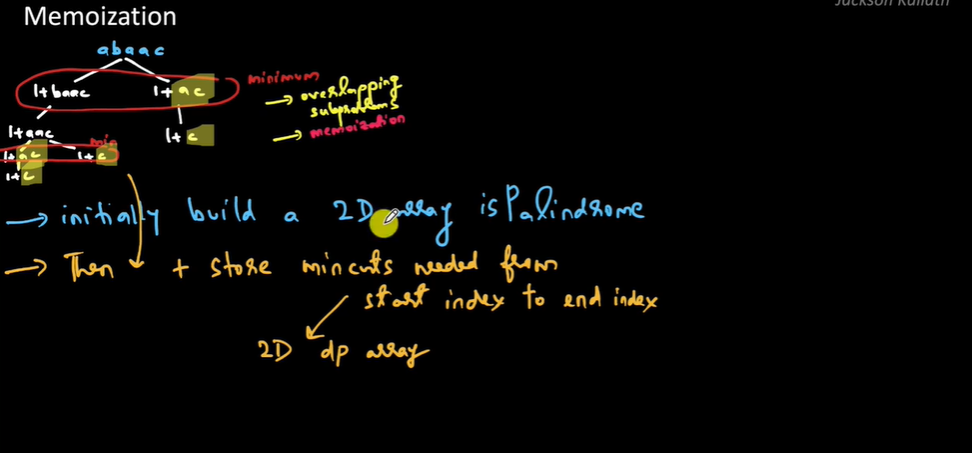 Jackson Kailath
Memoization
abaac
1+baac 1+ac minimum
→ overlapping
subproblems
1+aac 1+c → memoization
min
1+ac 1+c
1+c
→ initially build a 2D array isPalindrome
→ Then + store mincuts needed from
start index to end index
2D dp array